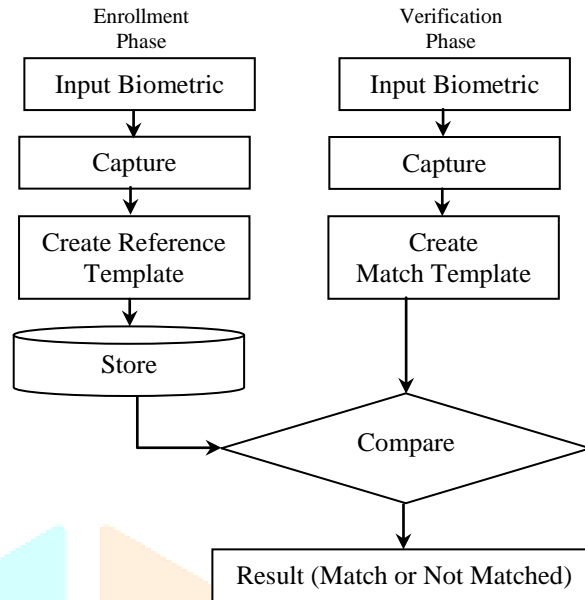 Enrollment
Phase
Input Biometric
Capture
Create Reference
Template
Store
Verification
Phase
Input Biometric
Capture
Create
Match Template
Compare
Result (Match or Not Matched)